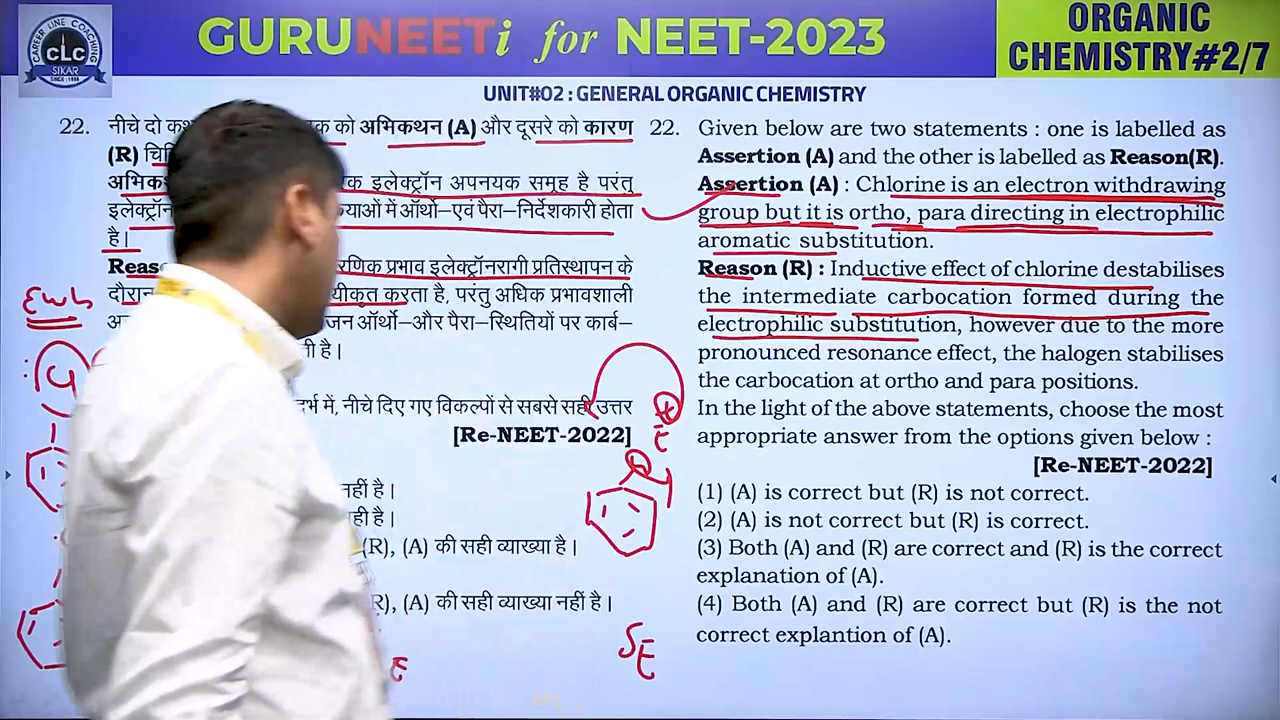 CAREER LINE COACHING
CLC
SIKAR
SINCE : 1996
GURUNEETi for NEET-2023
ORGANIC
CHEMISTRY#2/7
UNIT#02 : GENERAL ORGANIC CHEMISTRY
22. नीचे दो को अभिकथन (A) और दूसरे को कारण
(R)
इलेक्ट्रॉन अपनयक समूह है परंतु
में ऑर्थो–एवं पैरा–निर्देशकारी होता
है।
प्रभाव इलेक्ट्रॉनरागी प्रतिस्थापन के
करता है, परंतु अधिक प्रभावशाली
ऑर्थो–और पैरा–स्थितियों पर कार्ब–
है।
में, नीचे दिए गए विकल्पों से सबसे सही उत्तर
[Re-NEET-2022]
नहीं है।
है।
(R), (A) की सही व्याख्या है।
(A) की सही व्याख्या नहीं है।
22. Given below are two statements : one is labelled as
Assertion (A) and the other is labelled as Reason(R).
Assertion (A) : Chlorine is an electron withdrawing
group but it is ortho, para directing in electrophilic
aromatic substitution.
Reason (R) : Inductive effect of chlorine destabilises
the intermediate carbocation formed during the
electrophilic substitution, however due to the more
pronounced resonance effect, the halogen stabilises
the carbocation at ortho and para positions.
In the light of the above statements, choose the most
appropriate answer from the options given below :
[Re-NEET-2022]
(1) (A) is correct but (R) is not correct.
(2) (A) is not correct but (R) is correct.
(3) Both (A) and (R) are correct and (R) is the correct
explanation of (A).
(4) Both (A) and (R) are correct but (R) is the not
correct explantion of (A).
E
SE
E